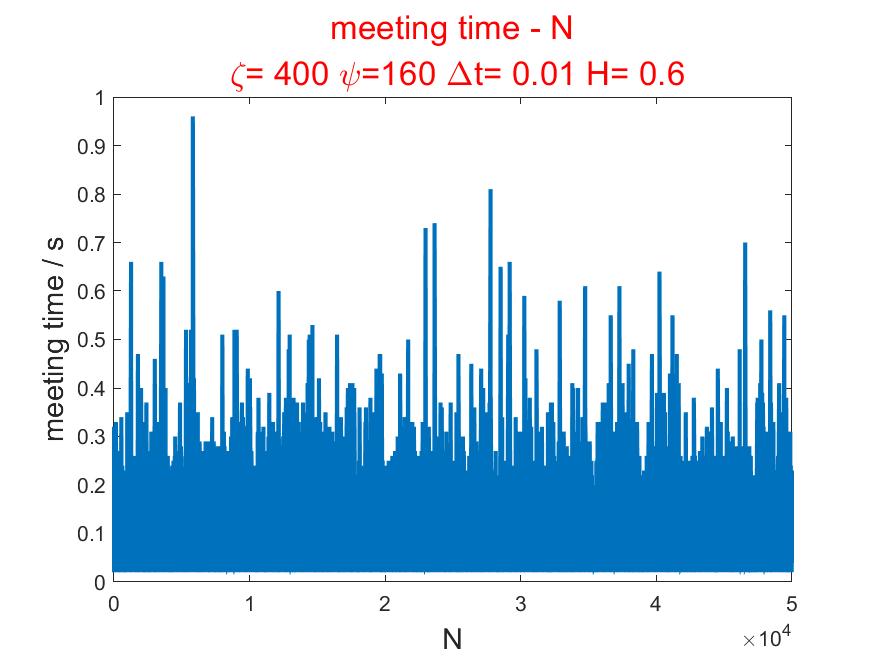 meeting time - N
ζ= 400 ψ=160 Δt= 0.01 H= 0.6
1
0.9
0.8
0.7
0.6
0.5
0.4
0.3
0.2
0.1
0
meeting time / s
0 1 2 3 4 5
×10⁴
N